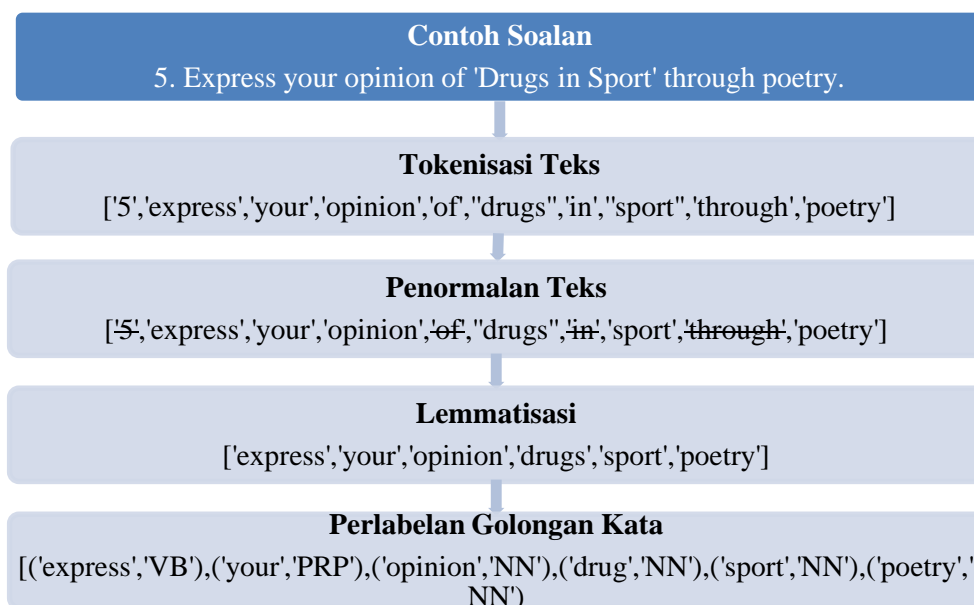 Contoh Soalan
5. Express your opinion of 'Drugs in Sport' through poetry.
Tokenisasi Teks
['5','express','your','opinion','of',''drugs'','in',''sport'','through','poetry']
Penormalan Teks
['5','express','your','opinion','of',''drugs'','in','sport','through','poetry']
Lemmatisasi
['express','your','opinion','drugs','sport','poetry']
Perlabelan Golongan Kata
[('express','VB'),('your','PRP'),('opinion','NN'),('drug','NN'),('sport','NN'),('poetry','
NN')